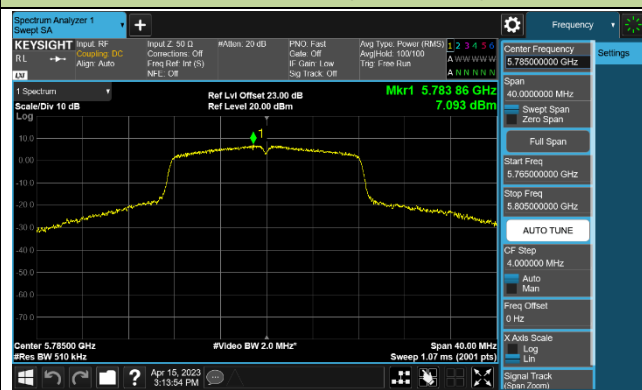 Spectrum Analyzer 1
Swept SA
Frequency
KEYSIGHT
Input: RF
Coupling: DC
Align: Auto
Input Z: 50 Ω
Corrections: Off
Freq Ref: Int (S)
NFE: Off
#Atten: 20 dB
PNO: Fast
Gate: Off
IF Gain: Low
Sig Track: Off
Avg Type: Power (RMS)
Avg|Hold: 100/100
Trig: Free Run
1 2 3 4 5 6
A W W W W W
A N N N N N
R L
LXI
Center Frequency
5.785000000 GHz
Settings
Span
40.0000000 MHz
Swept Span
Zero Span
Full Span
Start Freq
5.765000000 GHz
Stop Freq
5.805000000 GHz
AUTO TUNE
CF Step
4.000000 MHz
Auto
Man
Freq Offset
0 Hz
X Axis Scale
Log
Lin
Signal Track
(Span Zoom)
1 Spectrum
Scale/Div 10 dB
Log
Ref Lvl Offset 23.00 dB
Ref Level 20.00 dBm
Mkr1 5.783 86 GHz
7.093 dBm
1
10.0
0.00
-10.0
-20.0
-30.0
-40.0
-50.0
-60.0
-70.0
Center 5.78500 GHz
#Res BW 510 kHz
#Video BW 2.0 MHz*
Span 40.00 MHz
Sweep 1.07 ms (2001 pts)
?
Apr 15, 2023
3:13:54 PM